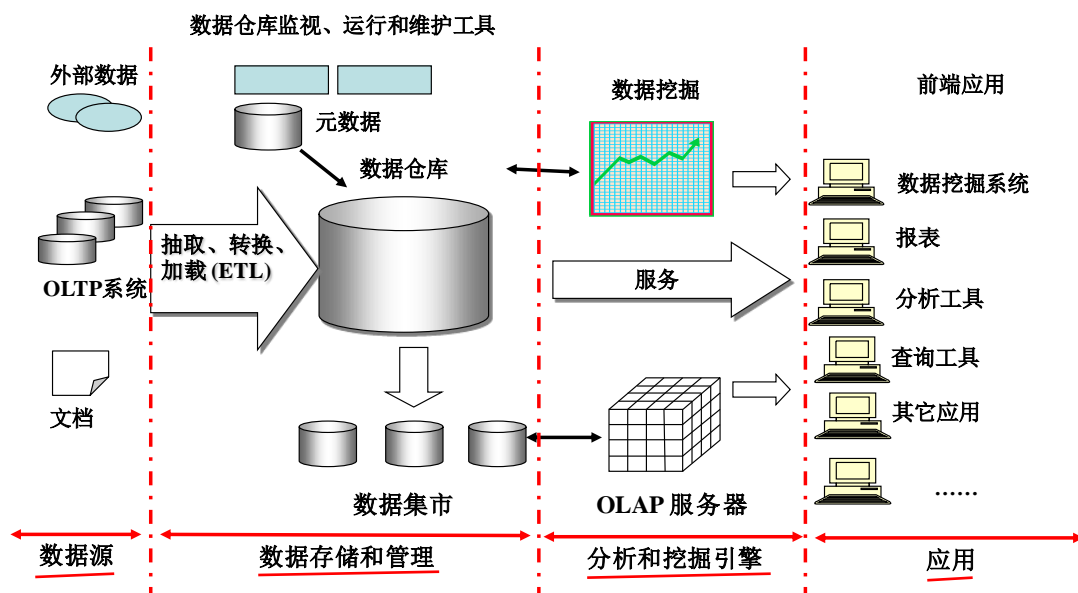 数据仓库监视、运行和维护工具
外部数据
元数据
数据仓库
数据挖掘
前端应用
OLTP系统
抽取、转换、
加载 (ETL)
服务
数据挖掘系统
报表
分析工具
查询工具
其它应用
……
文档
数据集市
OLAP 服务器
数据源
数据存储和管理
分析和挖掘引擎
应用